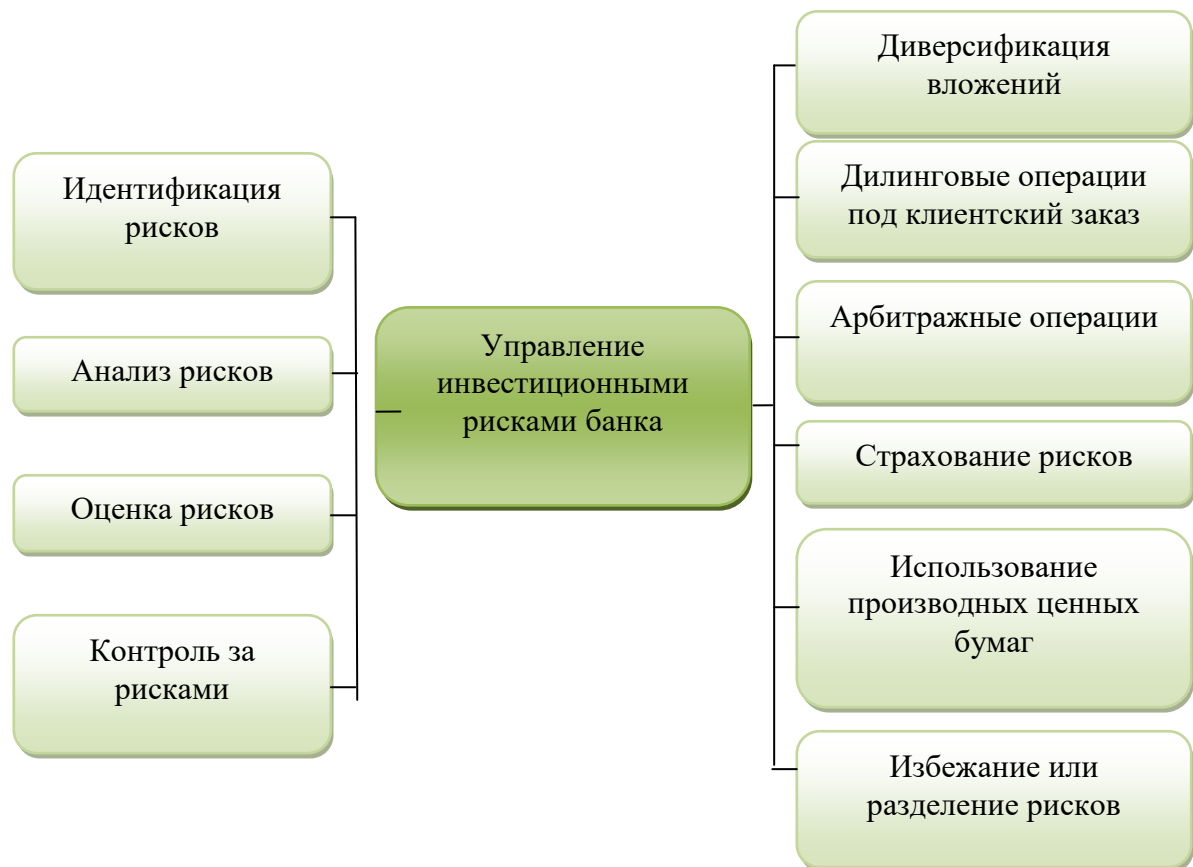 Идентификация
рисков
Анализ рисков
Оценка рисков
Контроль за
рисками
Управление
инвестиционными
рисками банка
Диверсификация
вложений
Дилинговые операции
под клиентский заказ
Арбитражные операции
Страхование рисков
Использование
производных ценных
бумаг
Избежание или
разделение рисков